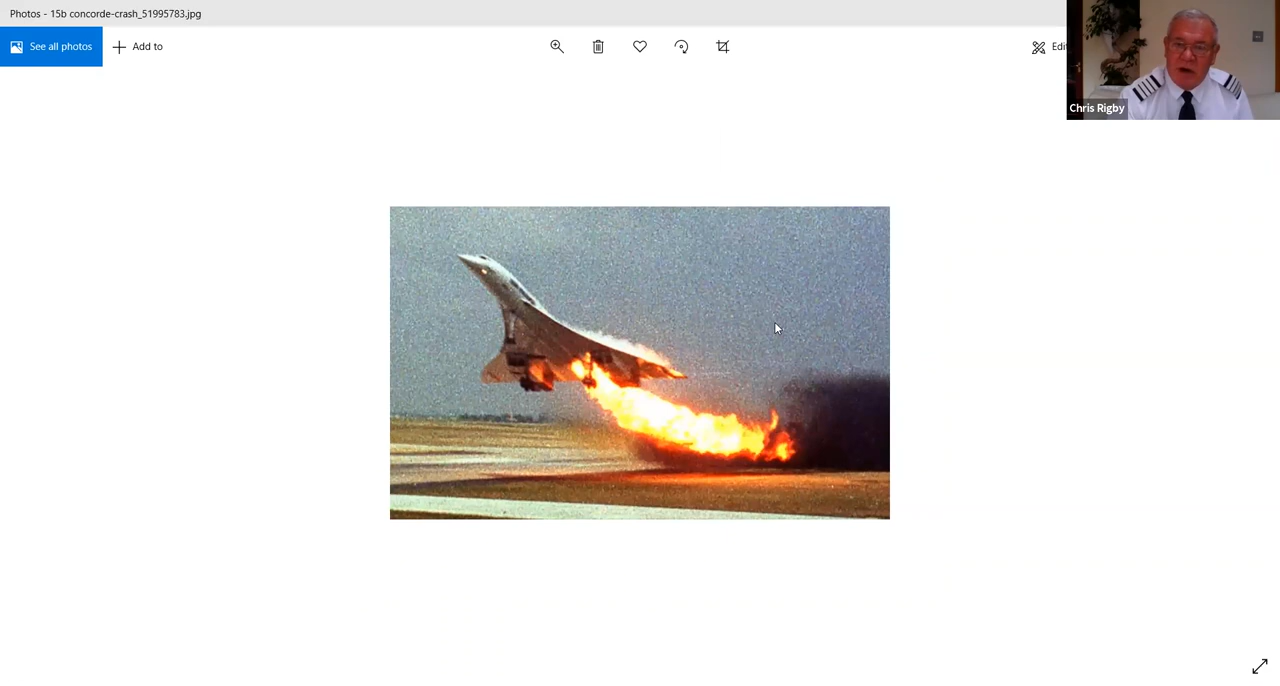 Photos - 15b concorde-crash_51995783.jpg
See all photos
Add to
Chris Rigby